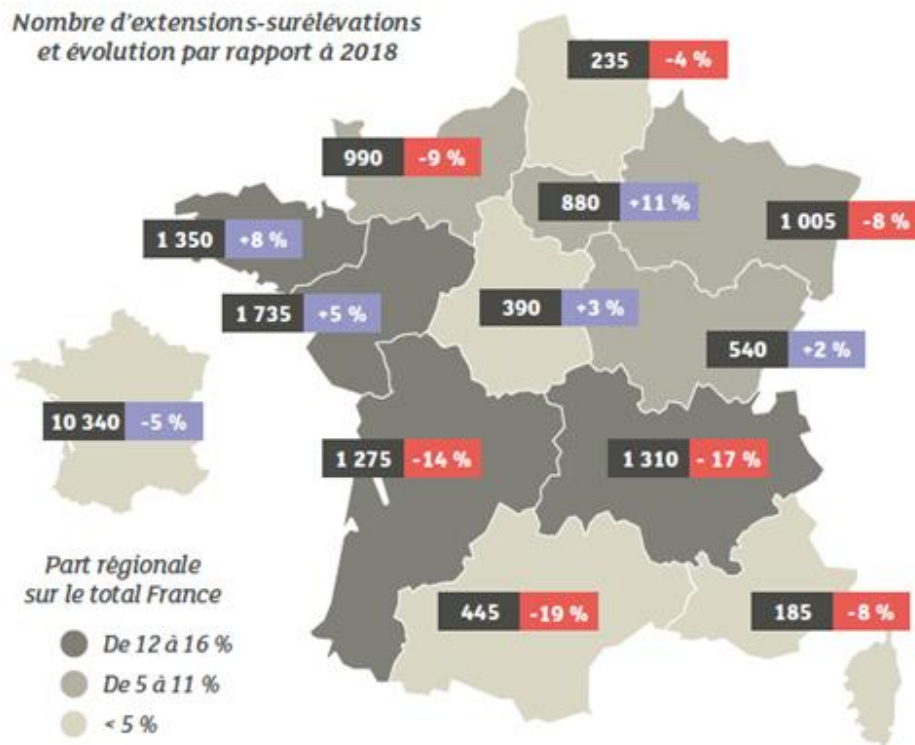 Nombre d'extensions-surélévations
et évolution par rapport à 2018
235 -4 %
990 -9 %
880 +11 %
1 005 -8 %
1 350 +8 %
1 735 +5 %
390 +3 %
540 +2 %
10 340 -5 %
1 275 -14 %
1 310 - 17 %
445 -19 %
185 -8 %
Part régionale
sur le total France
De 12 à 16 %
De 5 à 11 %
< 5 %